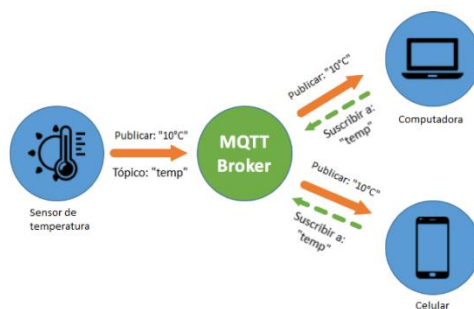 Publicar: "10°C"
Tópico: "temp"
Sensor de
temperatura
MQTT
Broker
Publicar: "10°C"
Suscribir a:
"temp"
Computadora
Publicar: "10°C"
Suscribir a:
"temp"
Celular